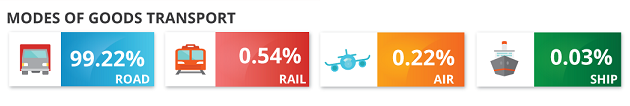 MODES OF GOODS TRANSPORT
99.22%
ROAD
0.54%
RAIL
0.22%
AIR
0.03%
SHIP